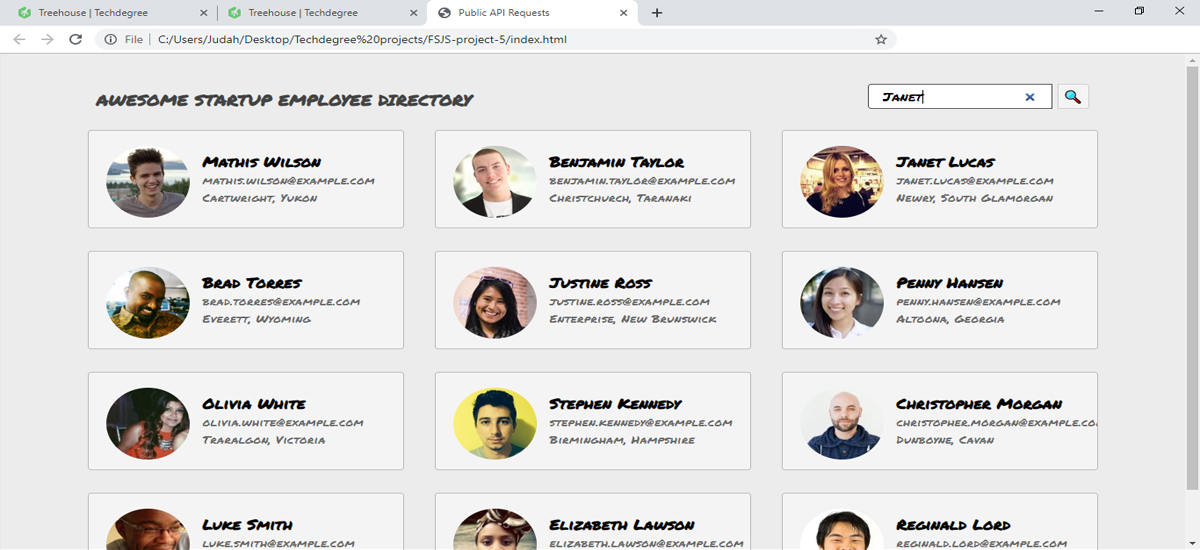 Treehouse | Techdegree
Treehouse | Techdegree
Public API Requests
File | C:/Users/Judah/Desktop/Techdegree%20projects/FSJS-project-5/index.html
AWESOME STARTUP EMPLOYEE DIRECTORY
JANET
MATHIS WILSON
MATHIS.WILSON@EXAMPLE.COM
CARTWRIGHT, YUKON
BENJAMIN TAYLOR
BENJAMIN.TAYLOR@EXAMPLE.COM
CHRISTCHURCH, TARANAKI
JANET LUCAS
JANET.LUCAS@EXAMPLE.COM
NEWRY, SOUTH GLAMORGAN
BRAD TORRES
BRAD.TORRES@EXAMPLE.COM
EVERETT, WYOMING
JUSTINE ROSS
JUSTINE.ROSS@EXAMPLE.COM
ENTERPRISE, NEW BRUNSWICK
PENNY HANSEN
PENNY.HANSEN@EXAMPLE.COM
ALTOONA, GEORGIA
OLIVIA WHITE
OLIVIA.WHITE@EXAMPLE.COM
TRARALGON, VICTORIA
STEPHEN KENNEDY
STEPHEN.KENNEDY@EXAMPLE.COM
BIRMINGHAM, HAMPSHIRE
CHRISTOPHER MORGAN
CHRISTOPHER.MORGAN@EXAMPLE.CO
DUNBOYNE, CAVAN
LUKE SMITH
LUKE.SMITH@EXAMPLE.COM
ELIZABETH LAWSON
ELIZABETH.LAWSON@EXAMPLE.COM
REGINALD LORD
REGINALD.LORD@EXAMPLE.COM